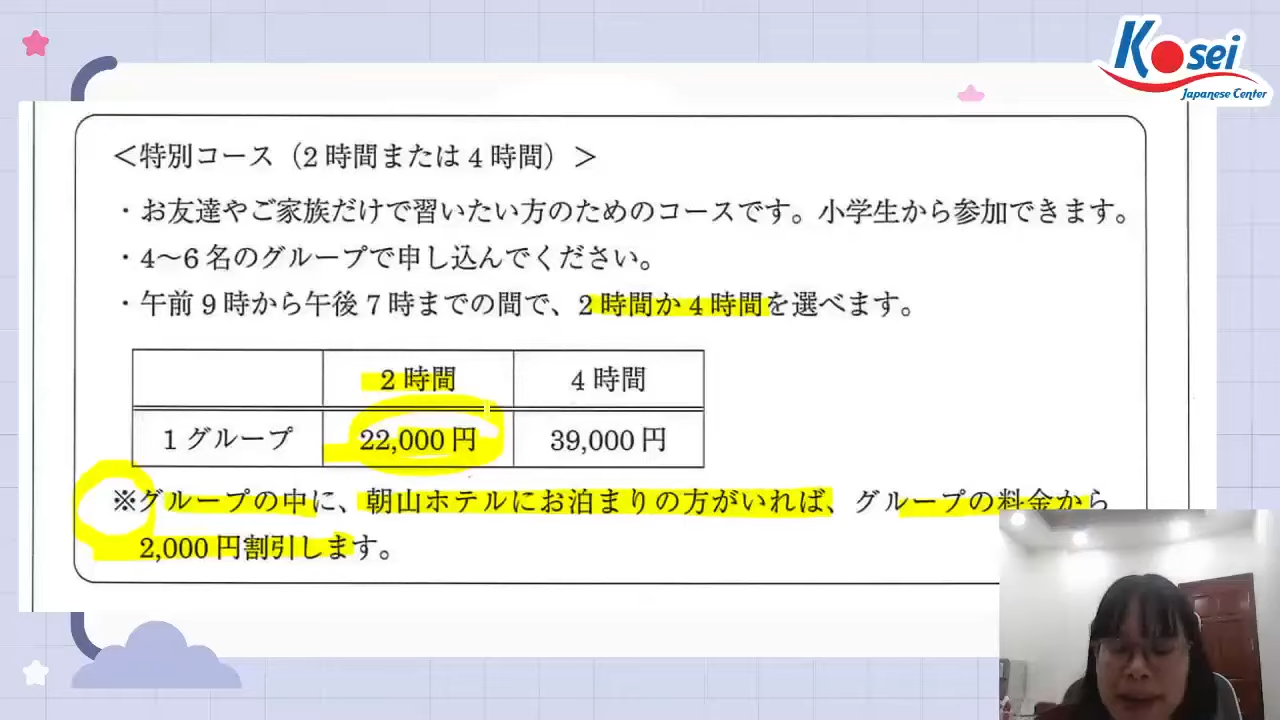 Kosei
Japanese Center
＜特別コース（2時間または4時間）＞
・お友達やご家族だけで習いたい方のためのコースです。小学生から参加できます。
・4～6名のグループで申し込んでください。
・午前9時から午後7時までの間で、2時間か4時間を選べます。
2時間 4時間
1グループ 22,000円 39,000円
※グループの中に、朝山ホテルにお泊まりの方がいれば、グループの料金から
2,000円割引します。